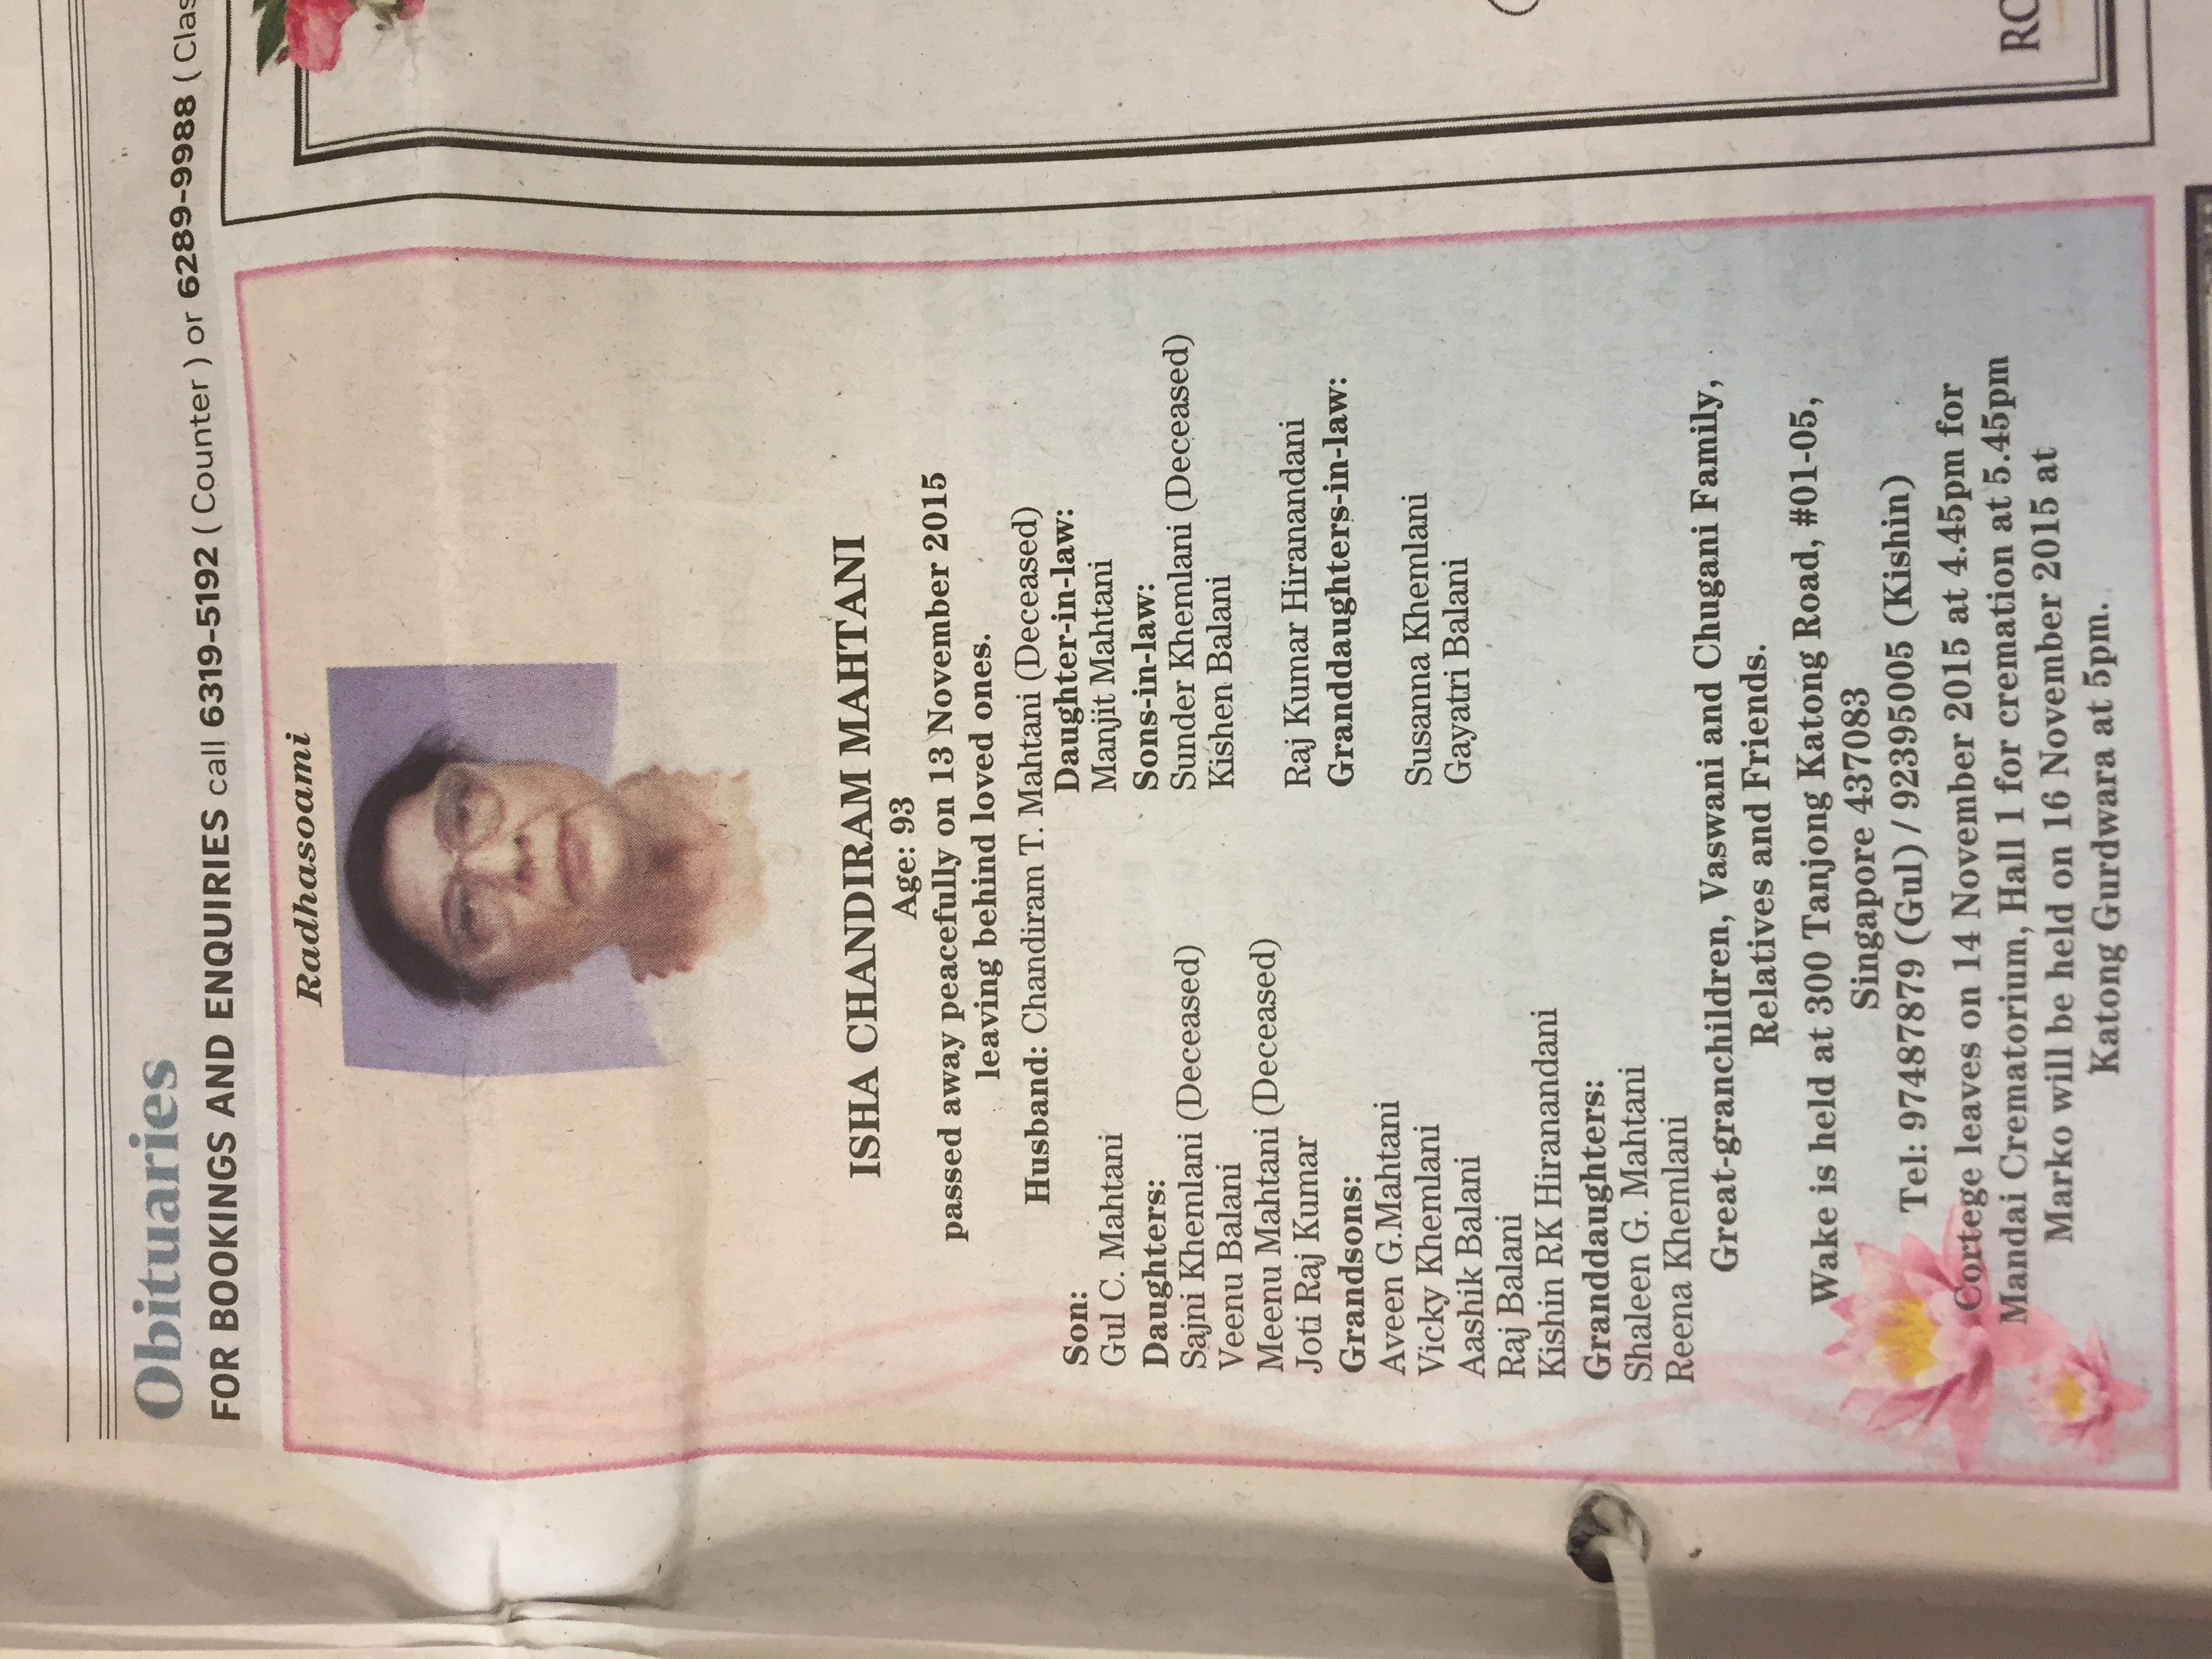 Obituaries
FOR BOOKINGS AND ENQUIRIES call 6319-5192 ( Counter ) or 6289-9988 ( Clas
Radhasoami
ISHA CHANDIRAM MAHTANI
Age: 93
passed away peacefully on 13 November 2015
leaving behind loved ones.
Husband: Chandiram T. Mahtani (Deceased)
Son:
Gul C. Mahtani
Daughter-in-law:
Manjit Mahtani
Daughters:
Sajni Khemlani (Deceased)
Veenu Balani
Meenu Mahtani (Deceased)
Joti Raj Kumar
Sons-in-law:
Sunder Khemlani (Deceased)
Kishen Balani
Raj Kumar Hiranandani
Grandsons:
Aveen G.Mahtani
Vicky Khemlani
Aashik Balani
Raj Balani
Kishin RK Hiranandani
Granddaughters-in-law:
Susanna Khemlani
Gayatri Balani
Granddaughters:
Shaleen G. Mahtani
Reena Khemlani
Great-granchildren, Vaswani and Chugani Family,
Relatives and Friends.
Wake is held at 300 Tanjong Katong Road, #01-05,
Singapore 437083
Tel: 97487879 (Gul) / 92395005 (Kishin)
Cortege leaves on 14 November 2015 at 4.45pm for
Mandai Crematorium, Hall 1 for cremation at 5.45pm
Marko will be held on 16 November 2015 at
Katong Gurdwara at 5pm.
RO